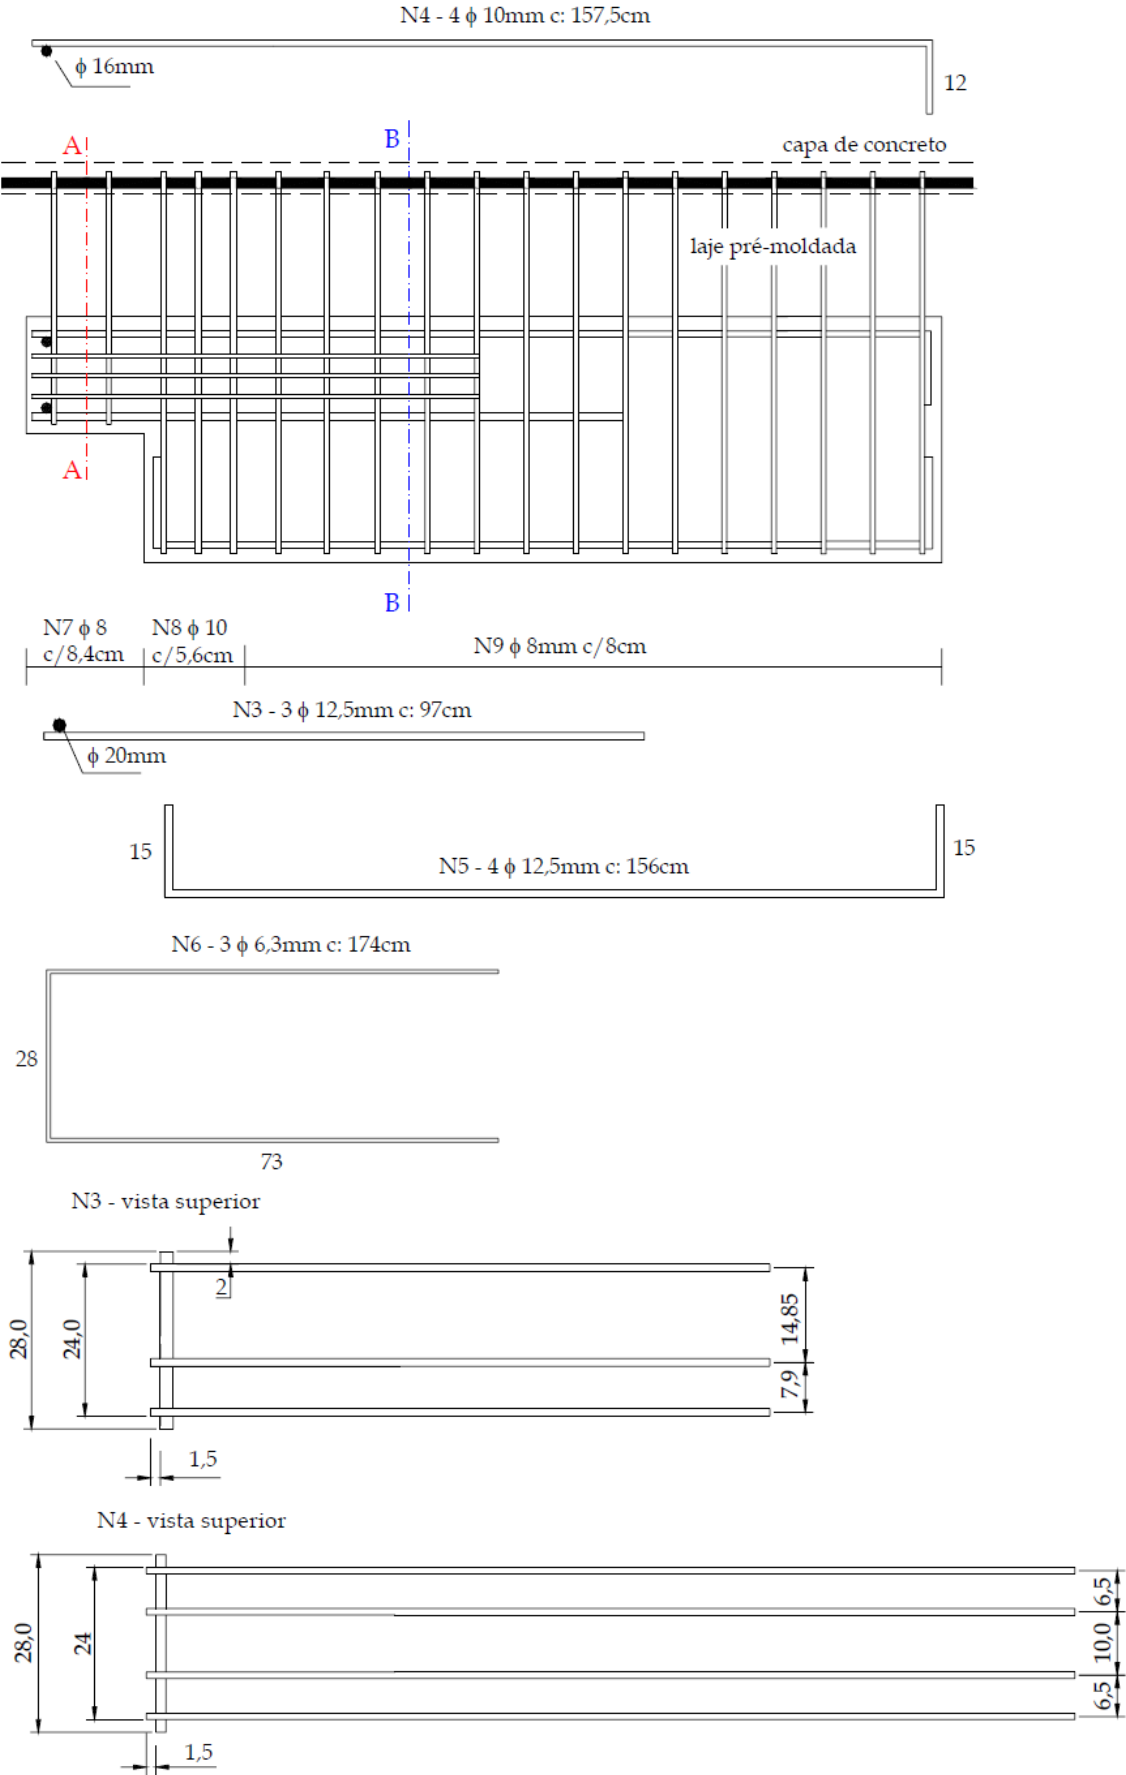 N4 - 4 ϕ 10mm c: 157,5cm
ϕ 16mm
12
A
B
capa de concreto
laje pré-moldada
A
B
N7 ϕ 8
c/8,4cm
N8 ϕ 10
c/5,6cm
N9 ϕ 8mm c/8cm
N3 - 3 ϕ 12,5mm c: 97cm
ϕ 20mm
15
N5 - 4 ϕ 12,5mm c: 156cm
15
N6 - 3 ϕ 6,3mm c: 174cm
28
73
N3 - vista superior
28,0
24,0
2
14,85
7,9
1,5
N4 - vista superior
28,0
24
6,5
10,0
6,5
1,5